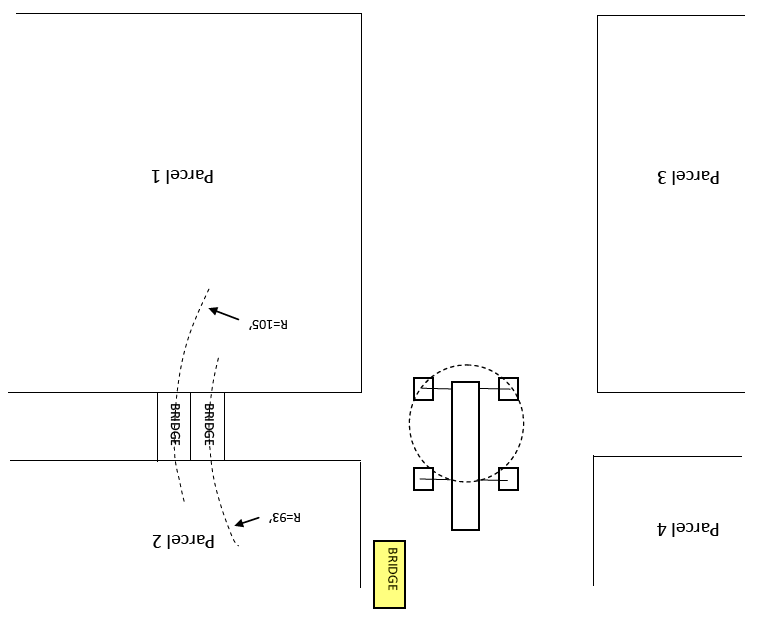 Parcel 1
Parcel 3
R=105'
BRIDGE
BRIDGE
R=93'
Parcel 2
Parcel 4
BRIDGE